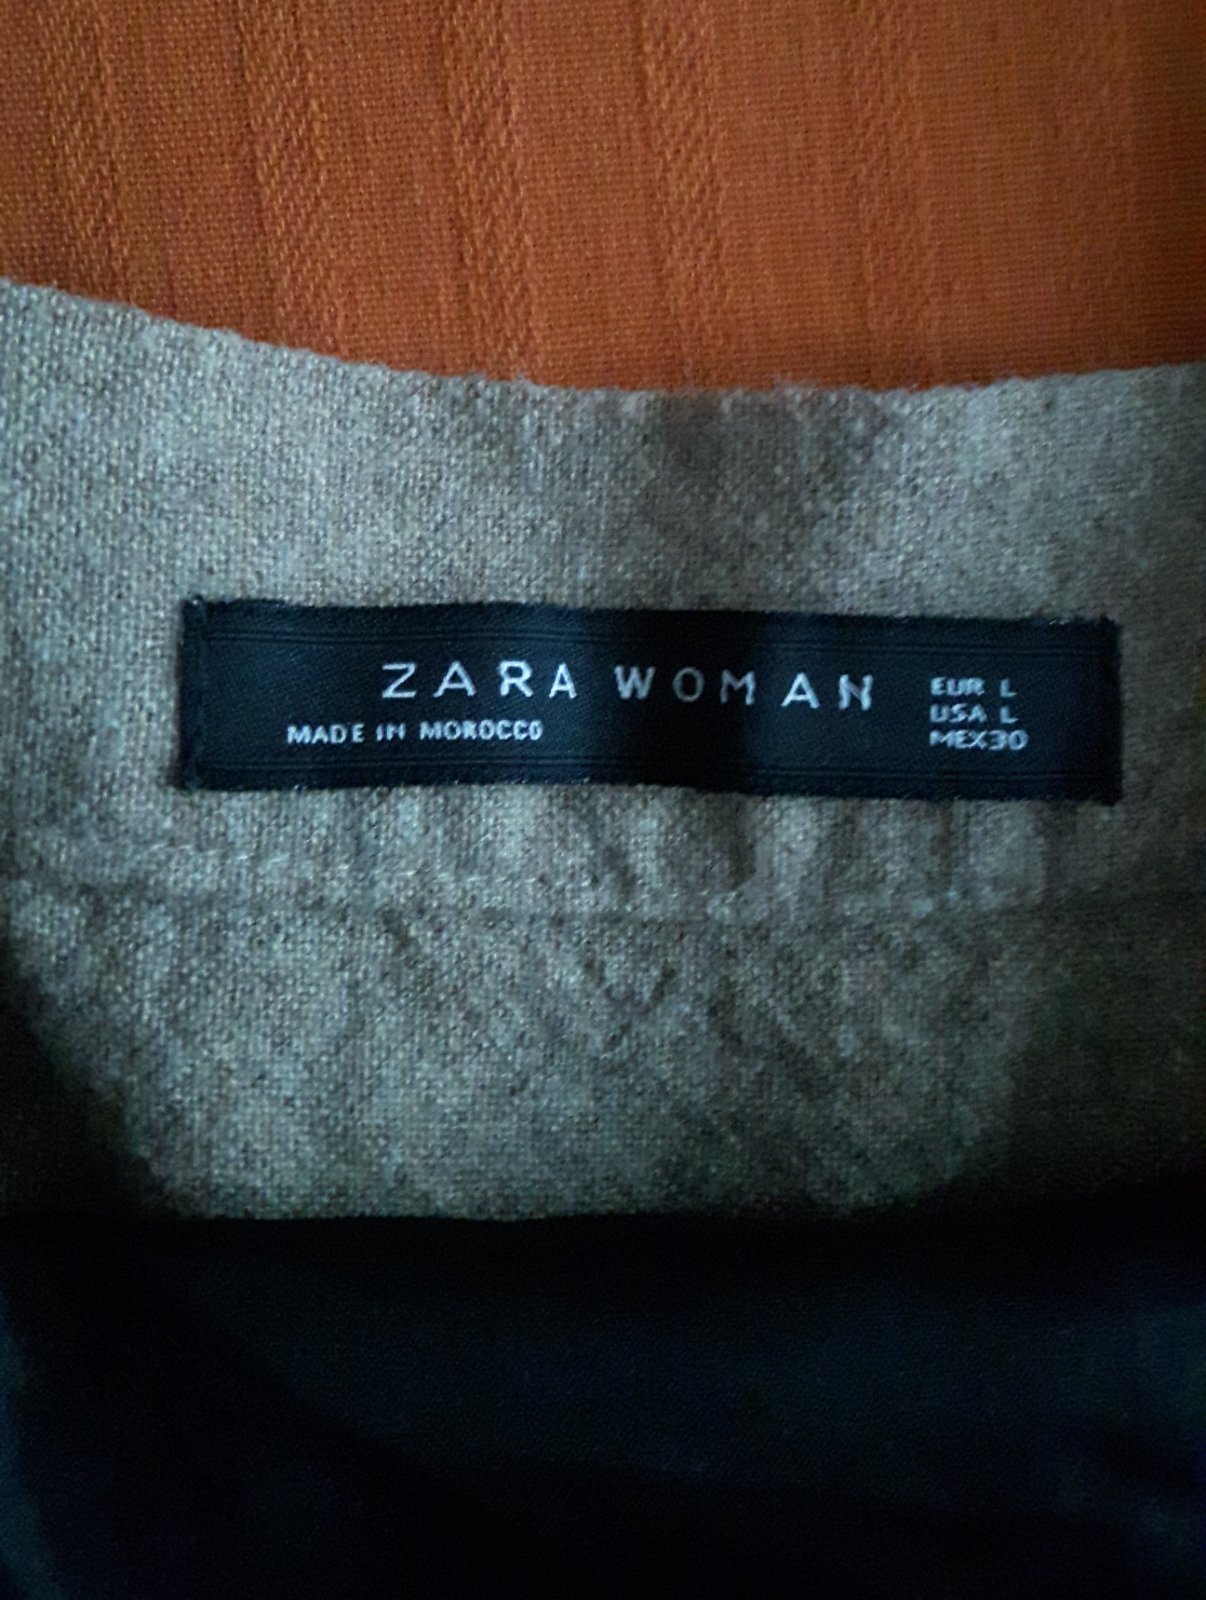 ZARA WOMAN
MADE IN MOROCCO
EUR L
USA L
MEX 30